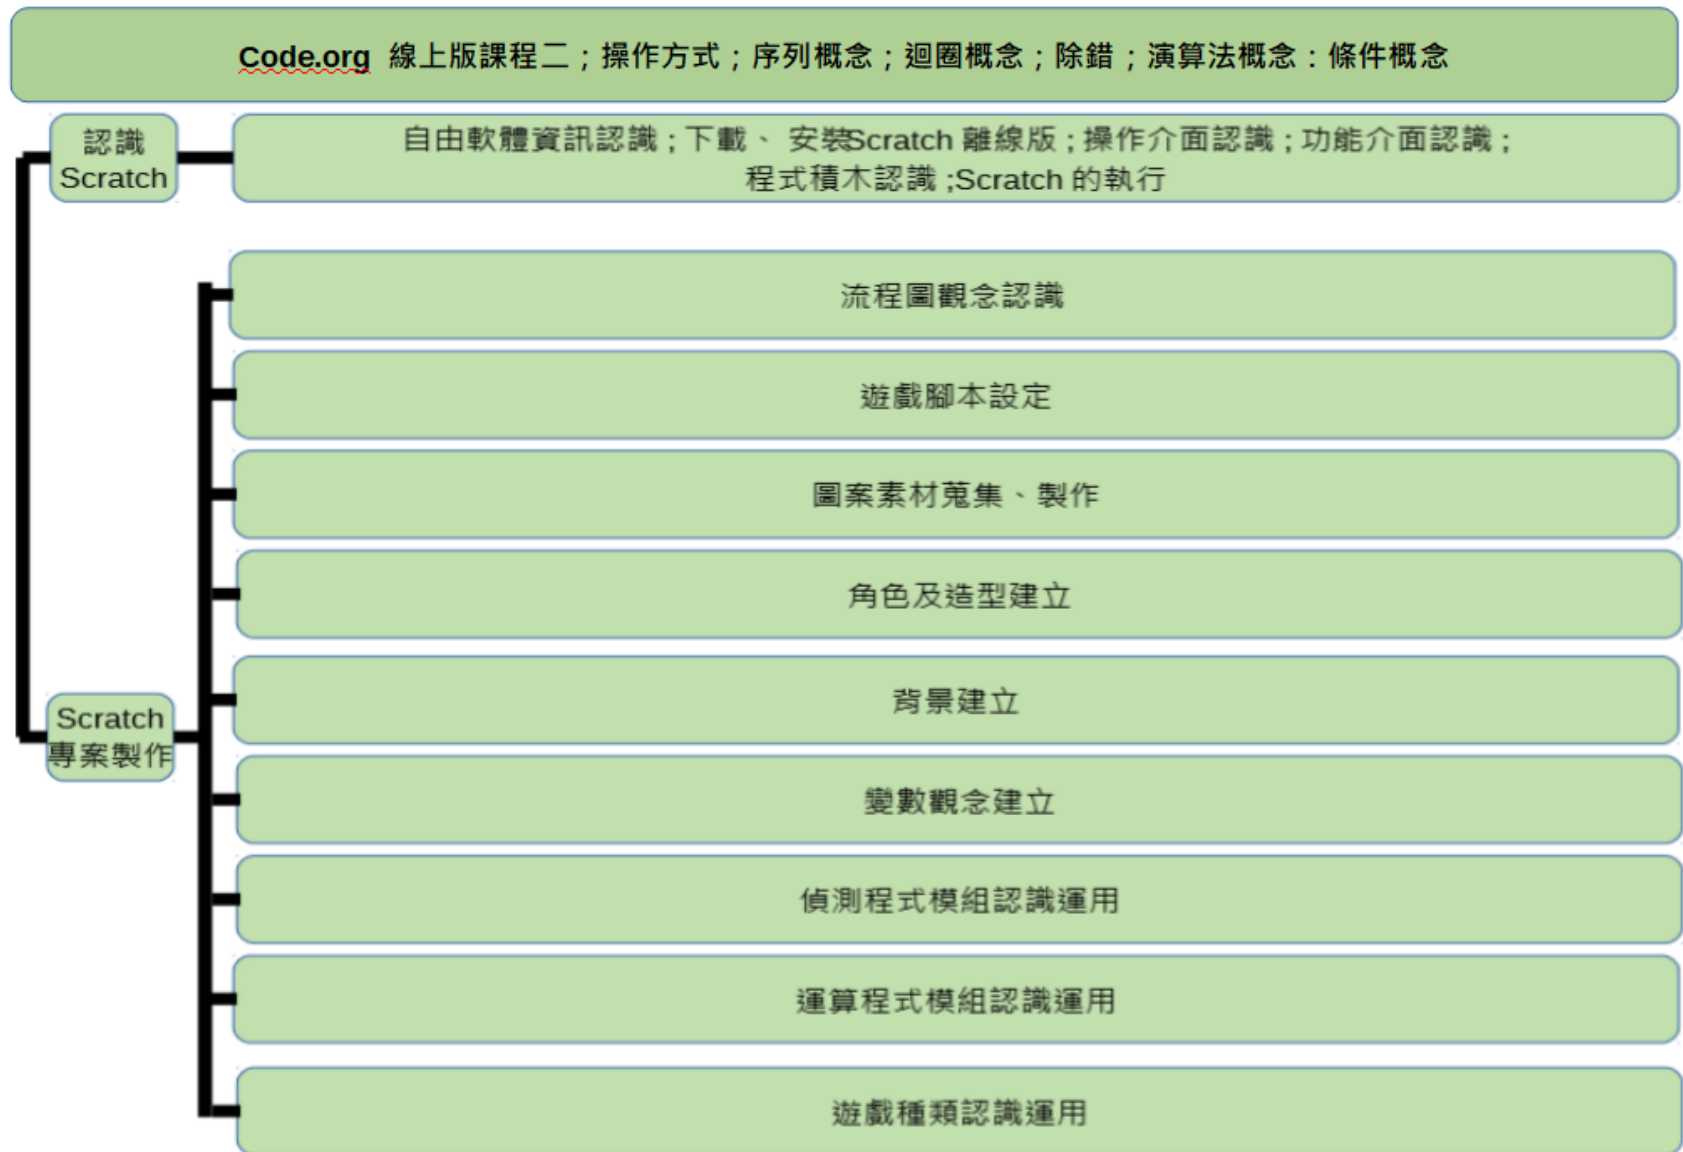 Code.org 線上版課程二；操作方式；序列概念；迴圈概念；除錯；演算法概念：條件概念
認識
Scratch
自由軟體資訊認識；下載、 安裝Scratch 離線版；操作介面認識；功能介面認識；
程式積木認識 ;Scratch 的執行
流程圖觀念認識
遊戲腳本設定
圖案素材蒐集、製作
角色及造型建立
Scratch
專案製作
背景建立
變數觀念建立
偵測程式模組認識運用
運算程式模組認識運用
遊戲種類認識運用